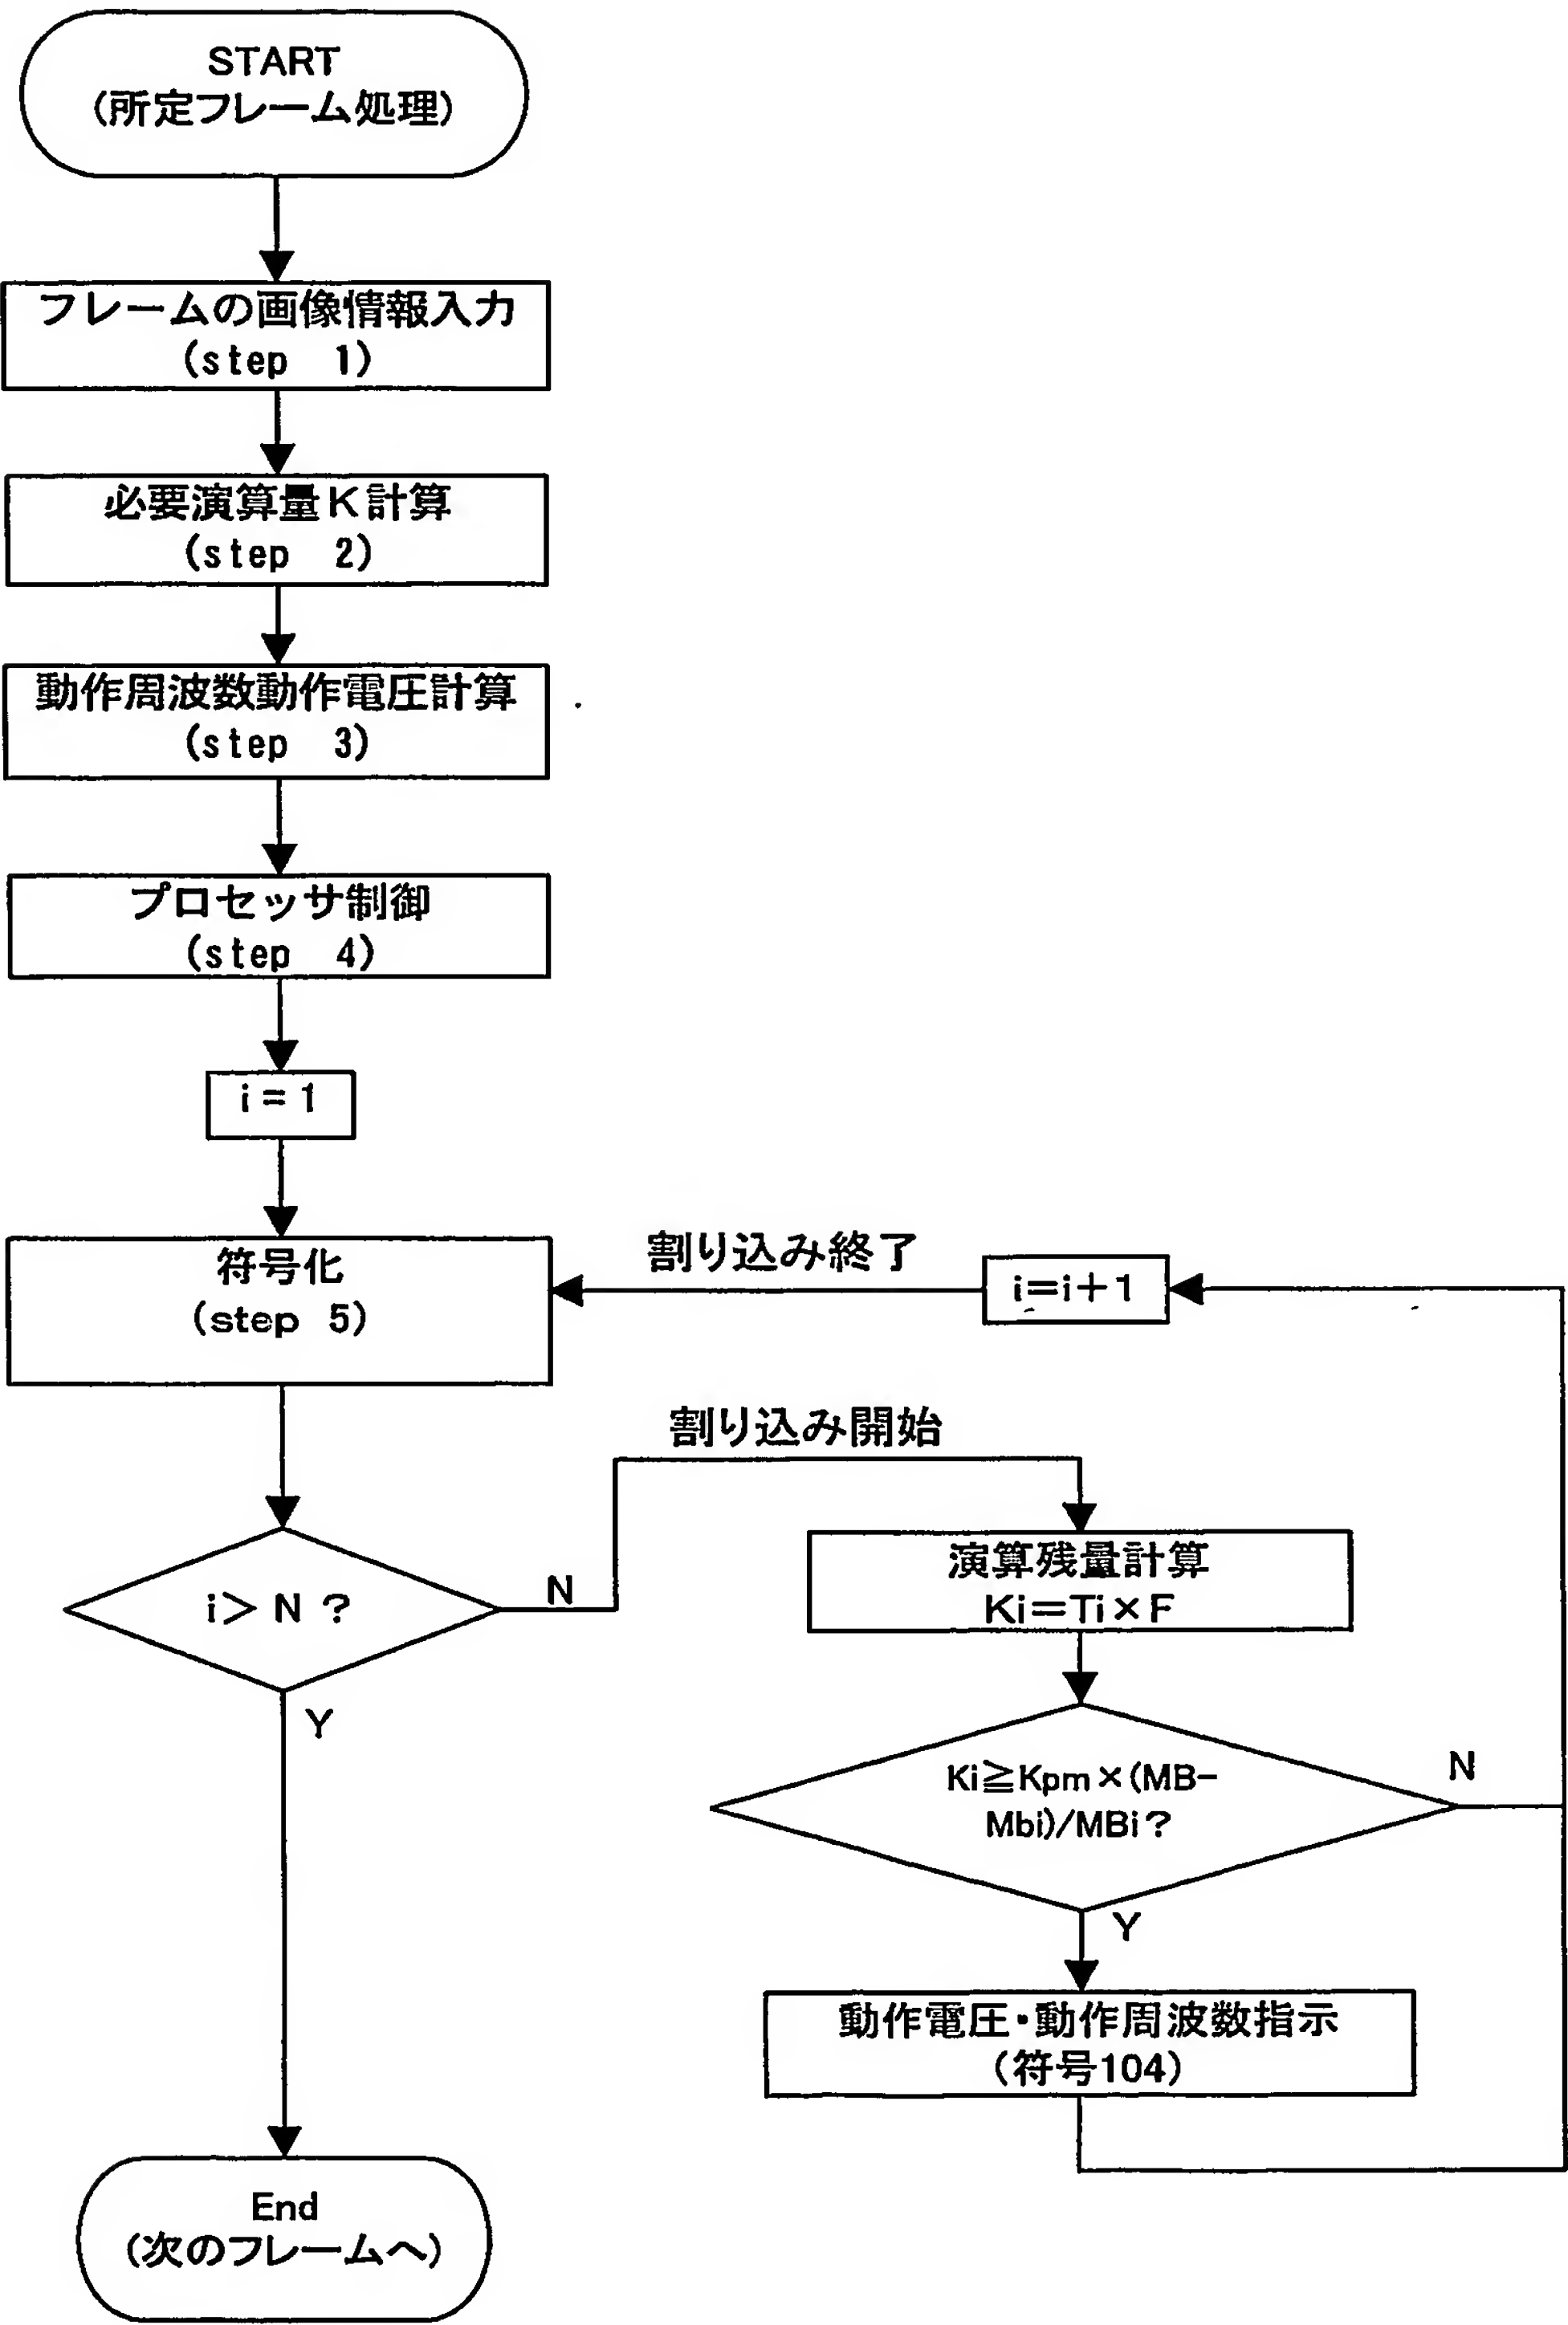 START
(所定フレーム処理)
フレームの画像情報入力
(step 1)
必要演算量K計算
(step 2)
動作周波数動作電圧計算
(step 3)
プロセッサ制御
(step 4)
i=1
符号化
(step 5)
割り込み終了
i=i+1
割り込み開始
i> N ?
N
Y
演算残量計算
Ki=Ti×F
Ki≧Kpm×(MB-
Mbi)/MBi?
N
Y
動作電圧・動作周波数指示
(符号104)
End
(次のフレームへ)